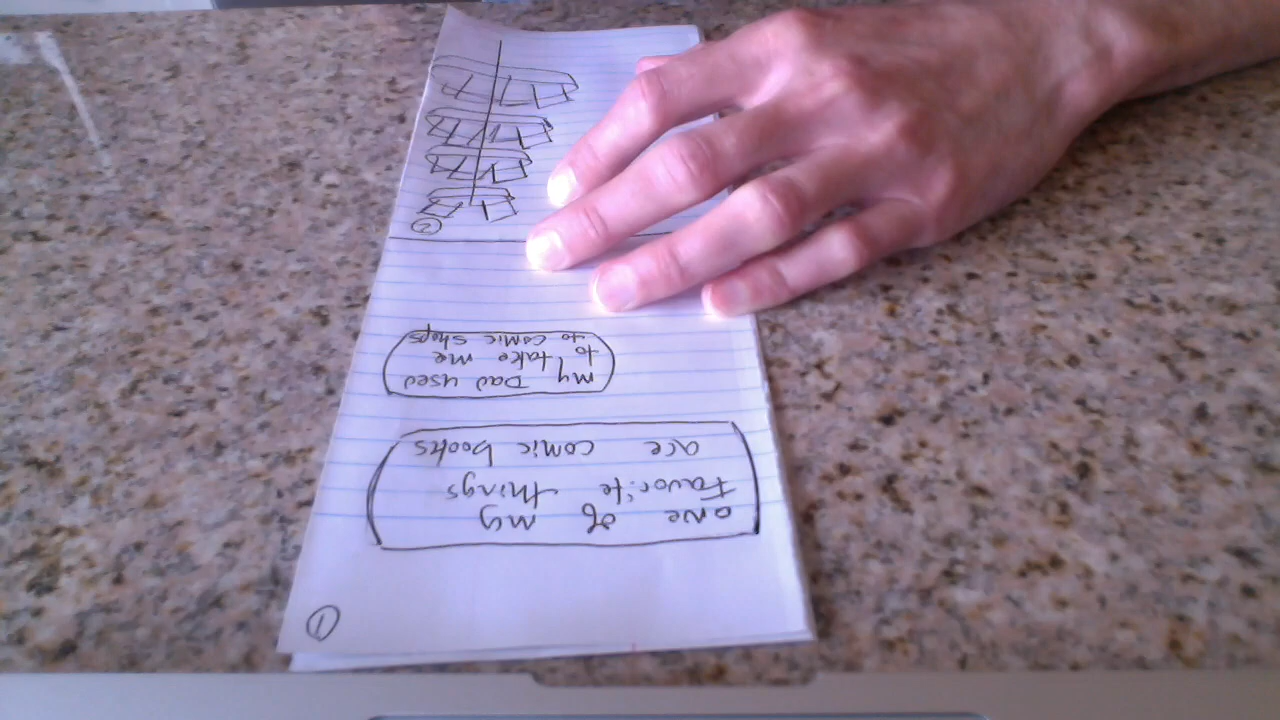 ①
one of my
favorite things
are comic books
my Dad used
to take me
to comic shops
②